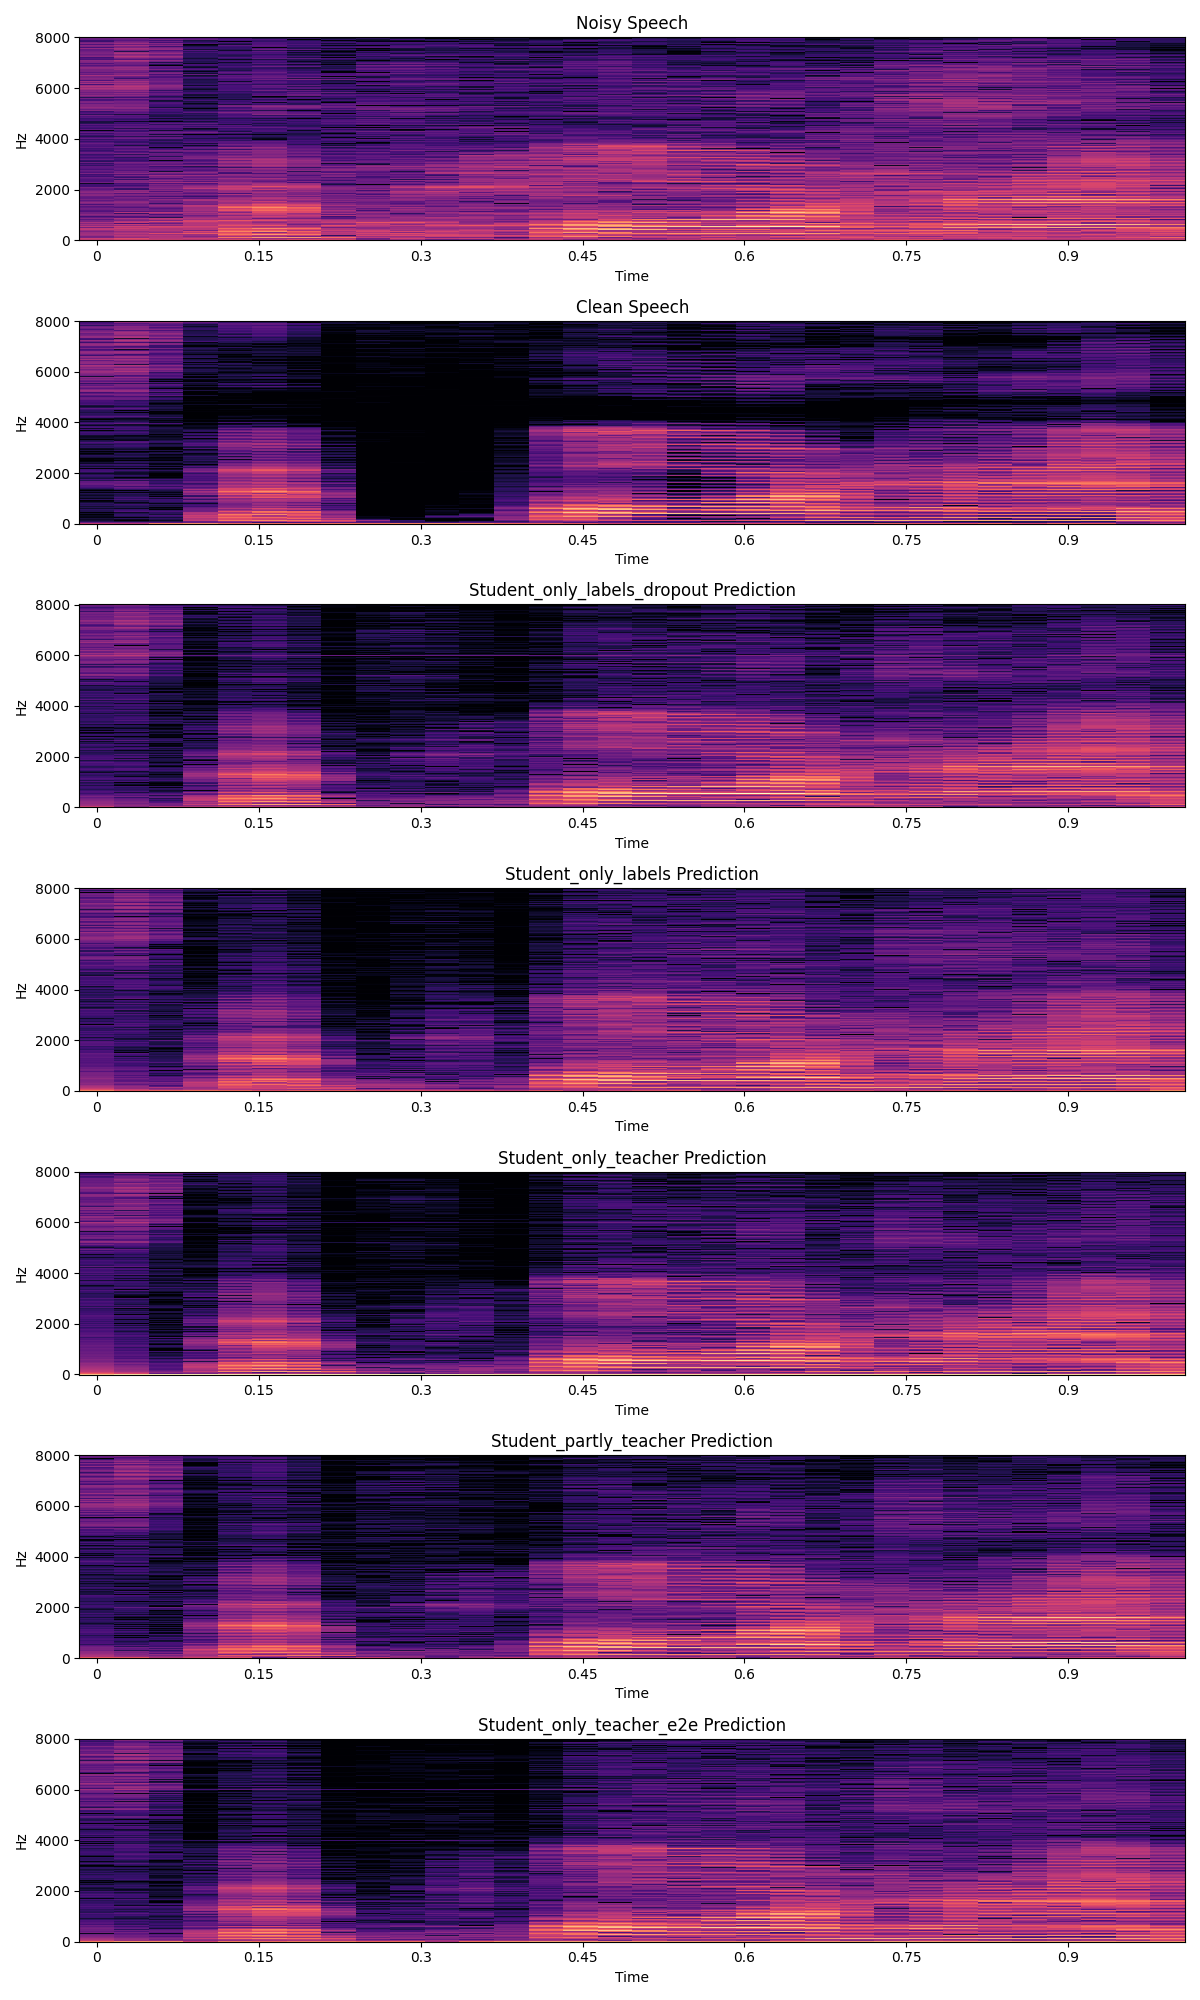 Noisy Speech
8000
6000
4000
2000
0
Hz
0 0.15 0.3 0.45 0.6 0.75 0.9
Time
Clean Speech
8000
6000
4000
2000
0
Hz
0 0.15 0.3 0.45 0.6 0.75 0.9
Time
Student_only_labels_dropout Prediction
8000
6000
4000
2000
0
Hz
0 0.15 0.3 0.45 0.6 0.75 0.9
Time
Student_only_labels Prediction
8000
6000
4000
2000
0
Hz
0 0.15 0.3 0.45 0.6 0.75 0.9
Time
Student_only_teacher Prediction
8000
6000
4000
2000
0
Hz
0 0.15 0.3 0.45 0.6 0.75 0.9
Time
Student_partly_teacher Prediction
8000
6000
4000
2000
0
Hz
0 0.15 0.3 0.45 0.6 0.75 0.9
Time
Student_only_teacher_e2e Prediction
8000
6000
4000
2000
0
Hz
0 0.15 0.3 0.45 0.6 0.75 0.9
Time